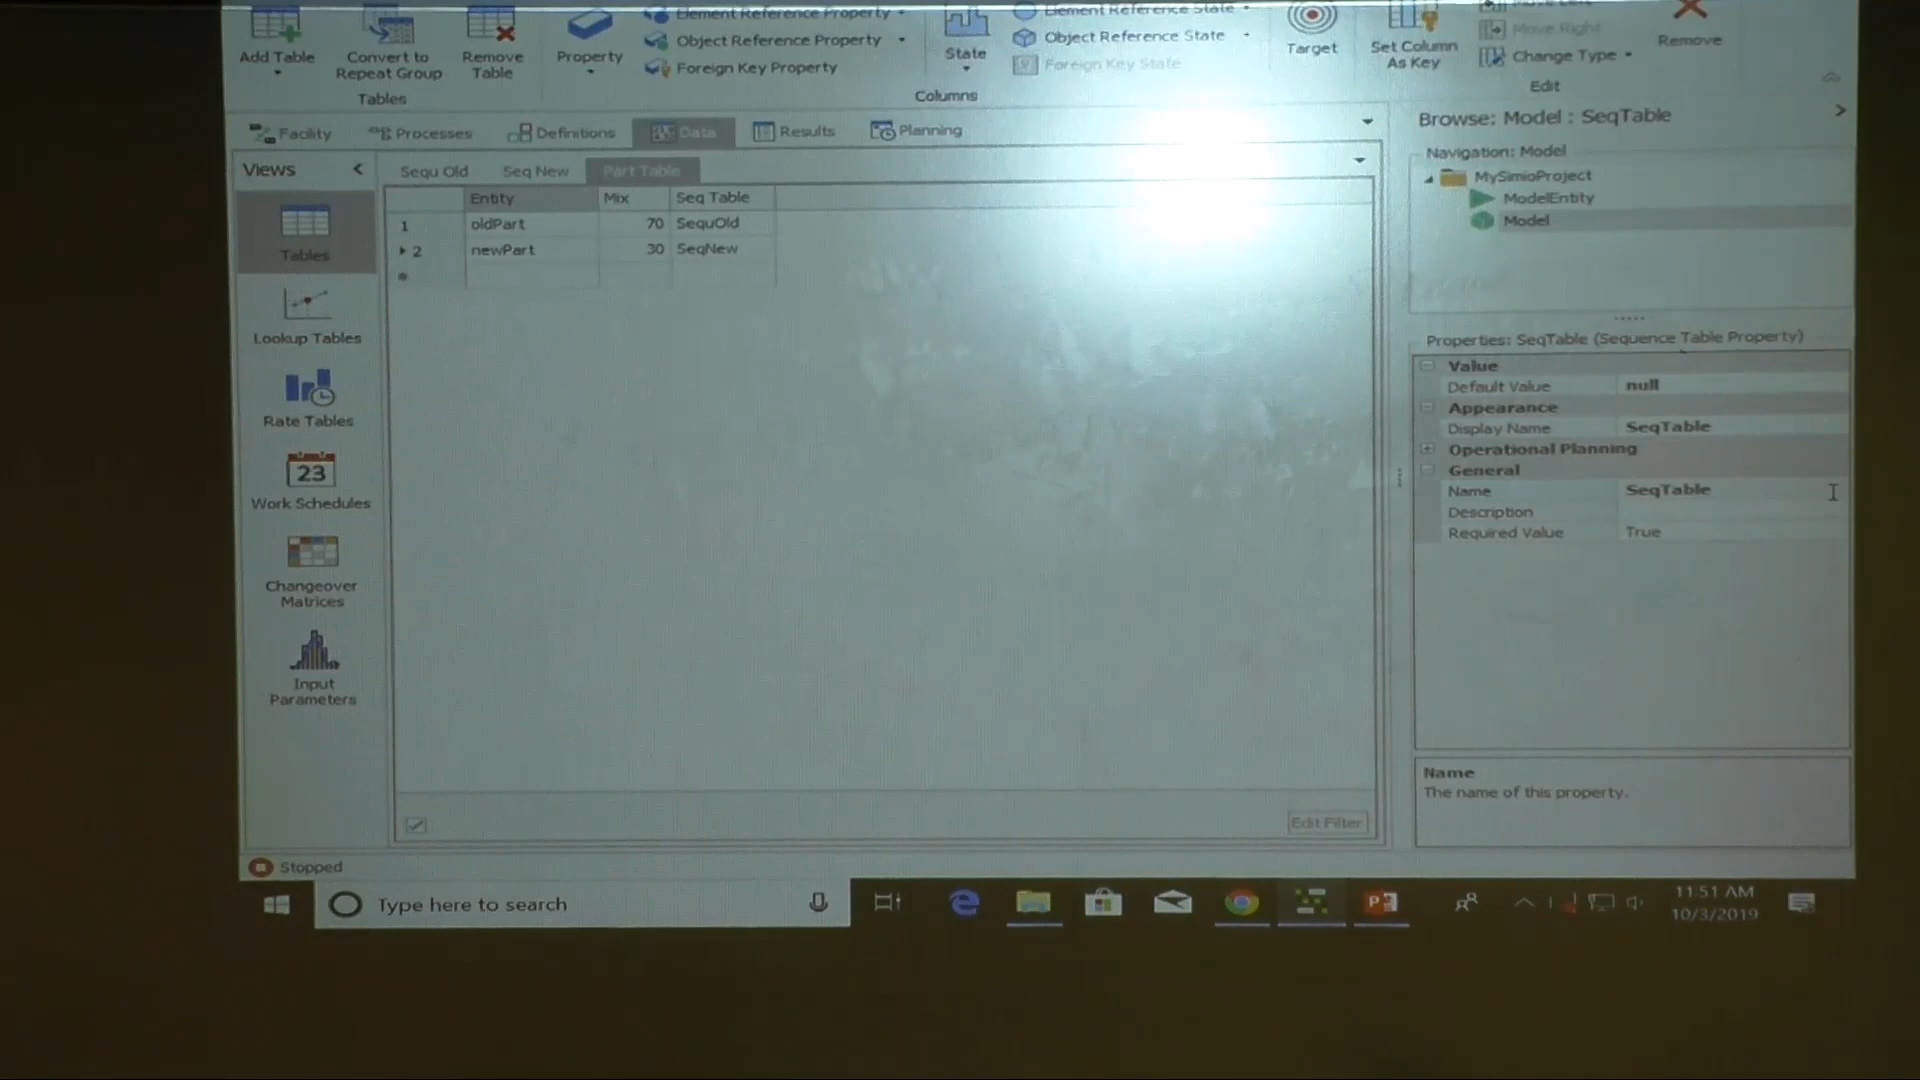 Add Table
Convert to
Repeat Group
Remove
Table
Tables
Property
Element Reference Property
Object Reference Property
Foreign Key Property
State
Element Reference State
Object Reference State
Foreign Key State
Columns
Target
Set Column
As Key
Move Left
Move Right
Change Type
Remove
Edit
Facility
Processes
Definitions
Data
Results
Planning
Views
Tables
Lookup Tables
Rate Tables
23
Work Schedules
Changeover
Matrices
Input
Parameters
Sequ Old
Seq New
Part Table
Entity Mix Seq Table
1 oldPart 70 SequOld
2 newPart 30 SeqNew
Edit Filter
Browse: Model : SeqTable
Navigation: Model
MySimioProject
ModelEntity
Model
Properties: SeqTable (Sequence Table Property)
Value
Default Value null
Appearance
Display Name SeqTable
Operational Planning
General
Name SeqTable
Description
Required Value True
Name
The name of this property.
Stopped
Type here to search
11:51 AM
10/3/2019